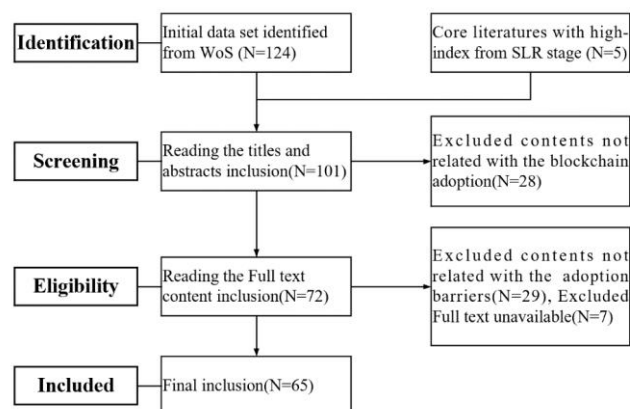 Identification
Initial data set identified
from WoS (N=124)
Core literatures with high-
index from SLR stage (N=5)
Screening
Reading the titles and
abstracts inclusion(N=101)
Excluded contents not
related with the blockchain
adoption(N=28)
Eligibility
Reading the Full text
content inclusion(N=72)
Excluded contents not
related with the adoption
barriers(N=29), Excluded
Full text unavailable(N=7)
Included
Final inclusion(N=65)